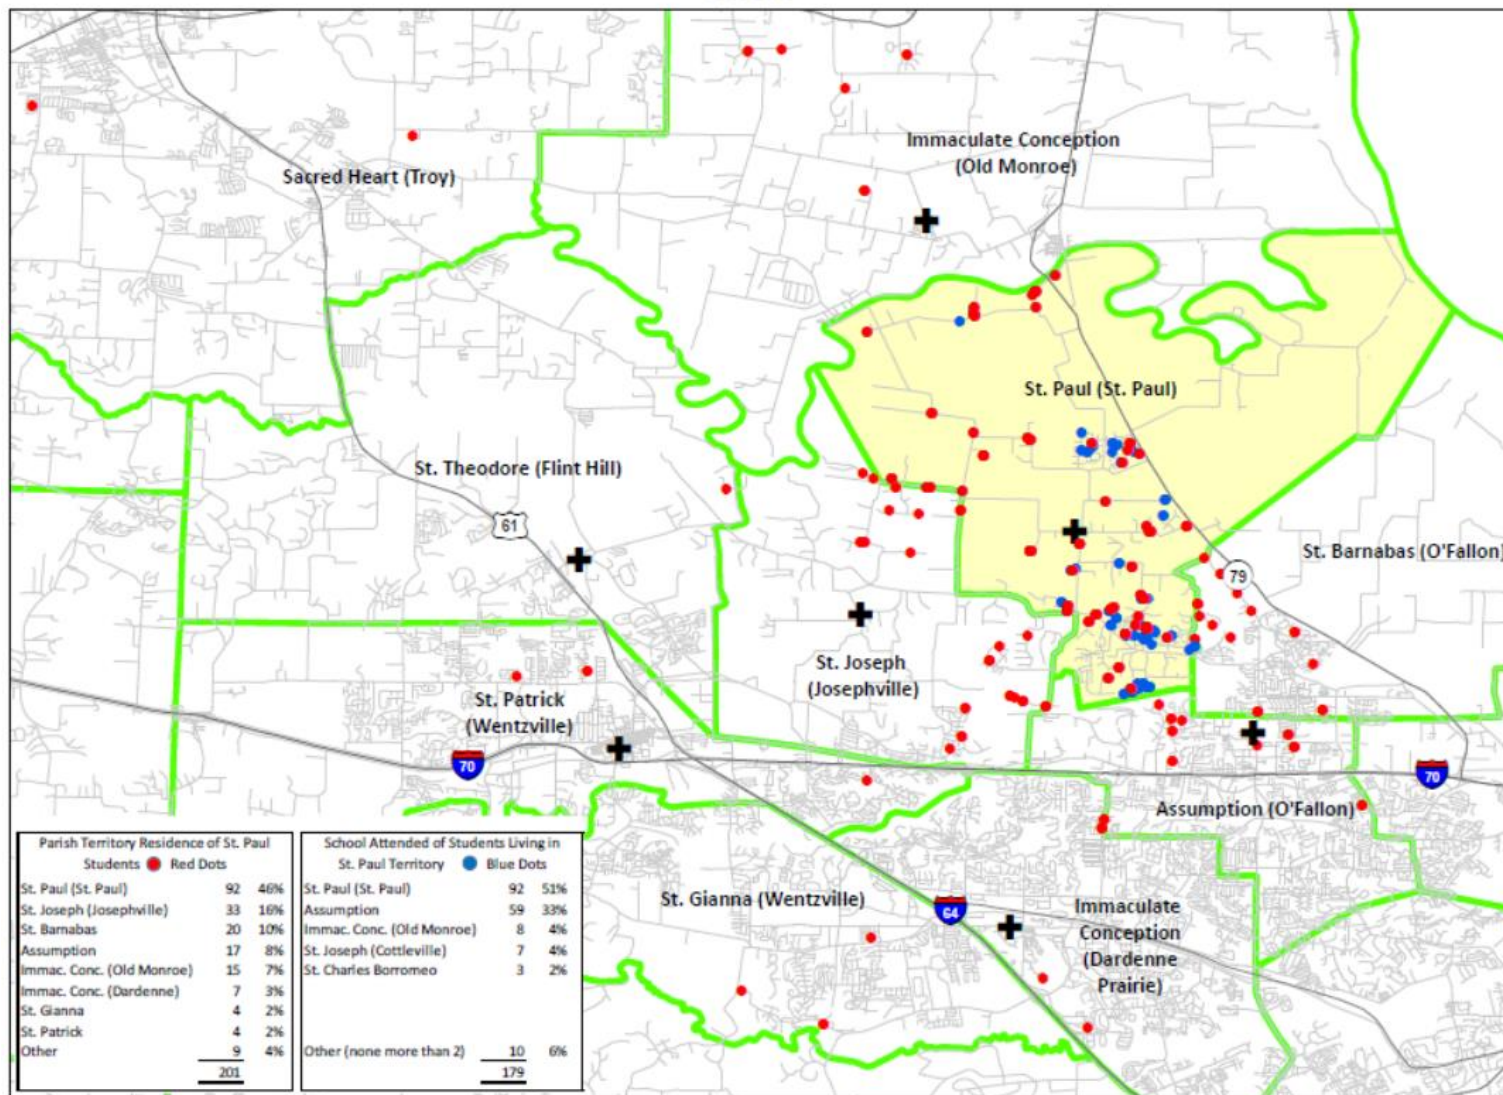 Immaculate Conception
(Old Monroe)
Sacred Heart (Troy)
St. Paul (St. Paul)
St. Theodore (Flint Hill)
61
St. Barnabas (O'Fallon)
79
St. Joseph
(Josephville)
St. Patrick
(Wentzville)
70
70
Assumption (O'Fallon)
St. Gianna (Wentzville)
64
Immaculate
Conception
(Dardenne
Prairie)
Parish Territory Residence of St. Paul
Students Red Dots
St. Paul (St. Paul) 92 46%
St. Joseph (Josephville) 33 16%
St. Barnabas 20 10%
Assumption 17 8%
Immac. Conc. (Old Monroe) 15 7%
Immac. Conc. (Dardenne) 7 3%
St. Gianna 4 2%
St. Patrick 4 2%
Other 9 4%
201
School Attended of Students Living in
St. Paul Territory Blue Dots
St. Paul (St. Paul) 92 51%
Assumption 59 33%
Immac. Conc. (Old Monroe) 8 4%
St. Joseph (Cottleville) 7 4%
St. Charles Borromeo 3 2%
Other (none more than 2) 10 6%
179